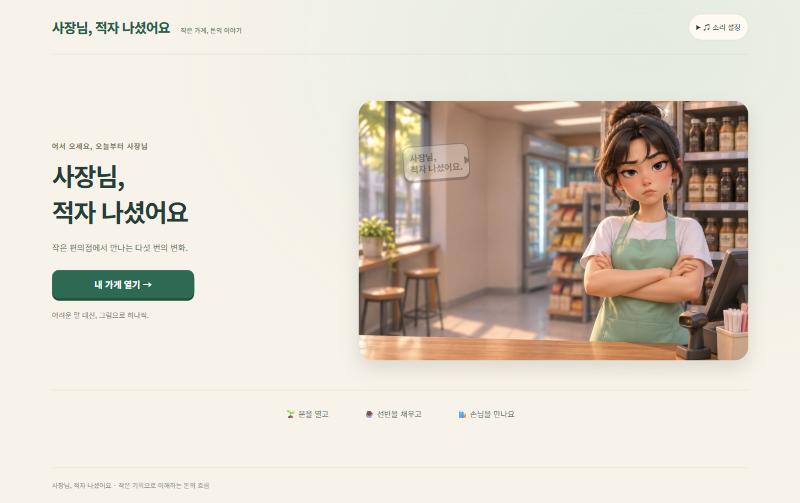 사장님, 적자 나셨어요 작은 가게, 돈의 이야기
▶ ♫ 소리 설정
어서 오세요, 오늘부터 사장님
사장님,
적자 나셨어요
작은 편의점에서 만나는 다섯 번의 변화.
내 가게 열기 →
어려운 말 대신, 그림으로 하나씩.
사장님,
적자 나셨어요.
문을 열고
선반을 채우고
손님을 만나요
사장님, 적자 나셨어요 · 작은 기획으로 이해하는 돈의 흐름